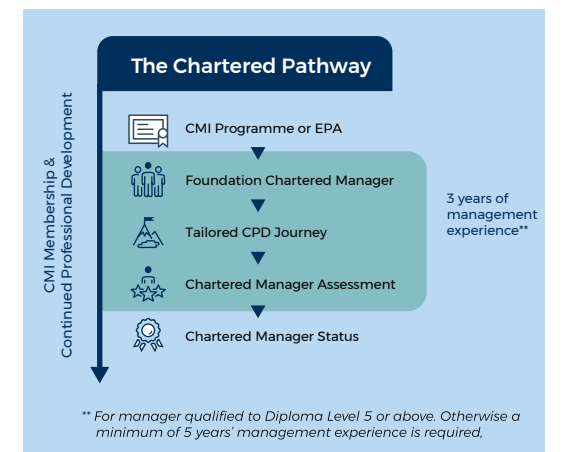 The Chartered Pathway
CMI Membership &
Continued Professional Development
CMI Programme or EPA
Foundation Chartered Manager
Tailored CPD Journey
Chartered Manager Assessment
Chartered Manager Status
3 years of
management
experience**
** For manager qualified to Diploma Level 5 or above. Otherwise a
minimum of 5 years’ management experience is required,